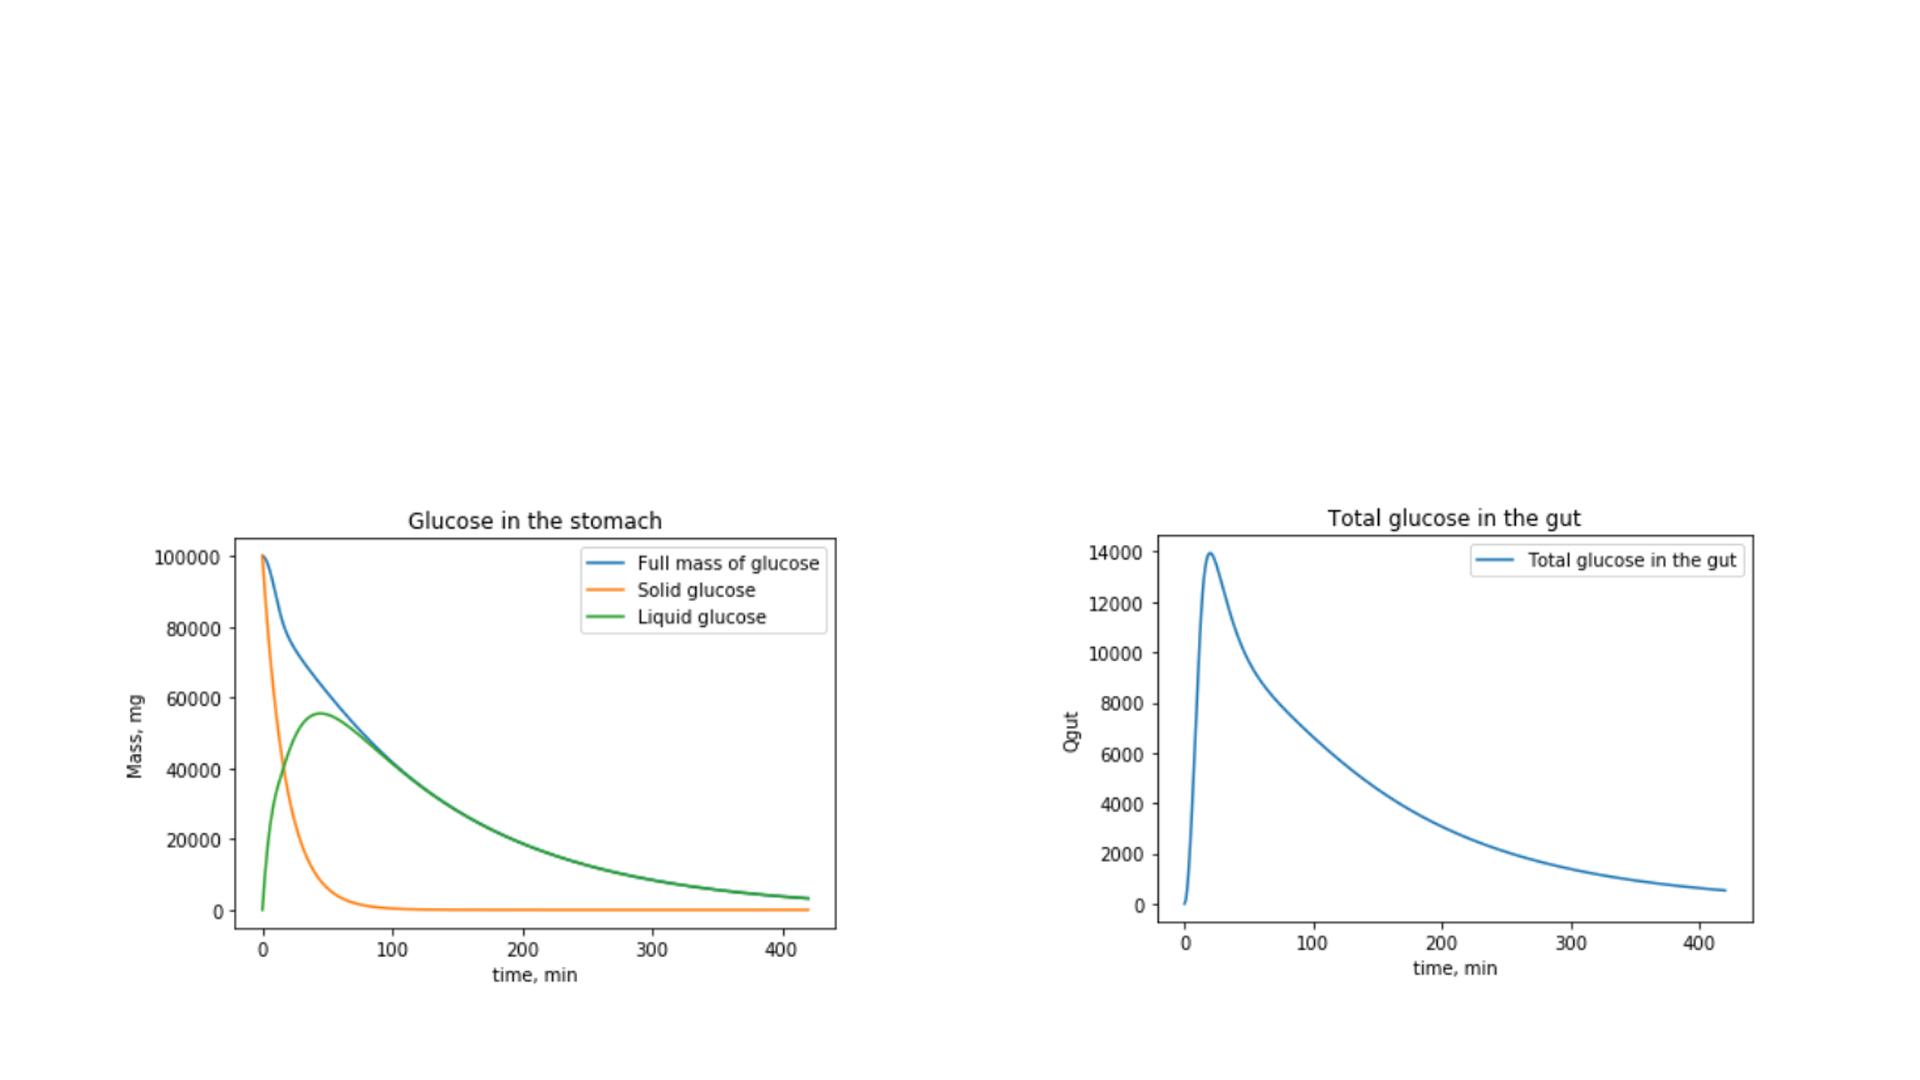 Glucose in the stomach
Full mass of glucose
Solid glucose
Liquid glucose
100000
80000
60000
40000
20000
0
Mass, mg
0 100 200 300 400
time, min
Total glucose in the gut
Total glucose in the gut
14000
12000
10000
8000
6000
4000
2000
0
Qgut
0 100 200 300 400
time, min